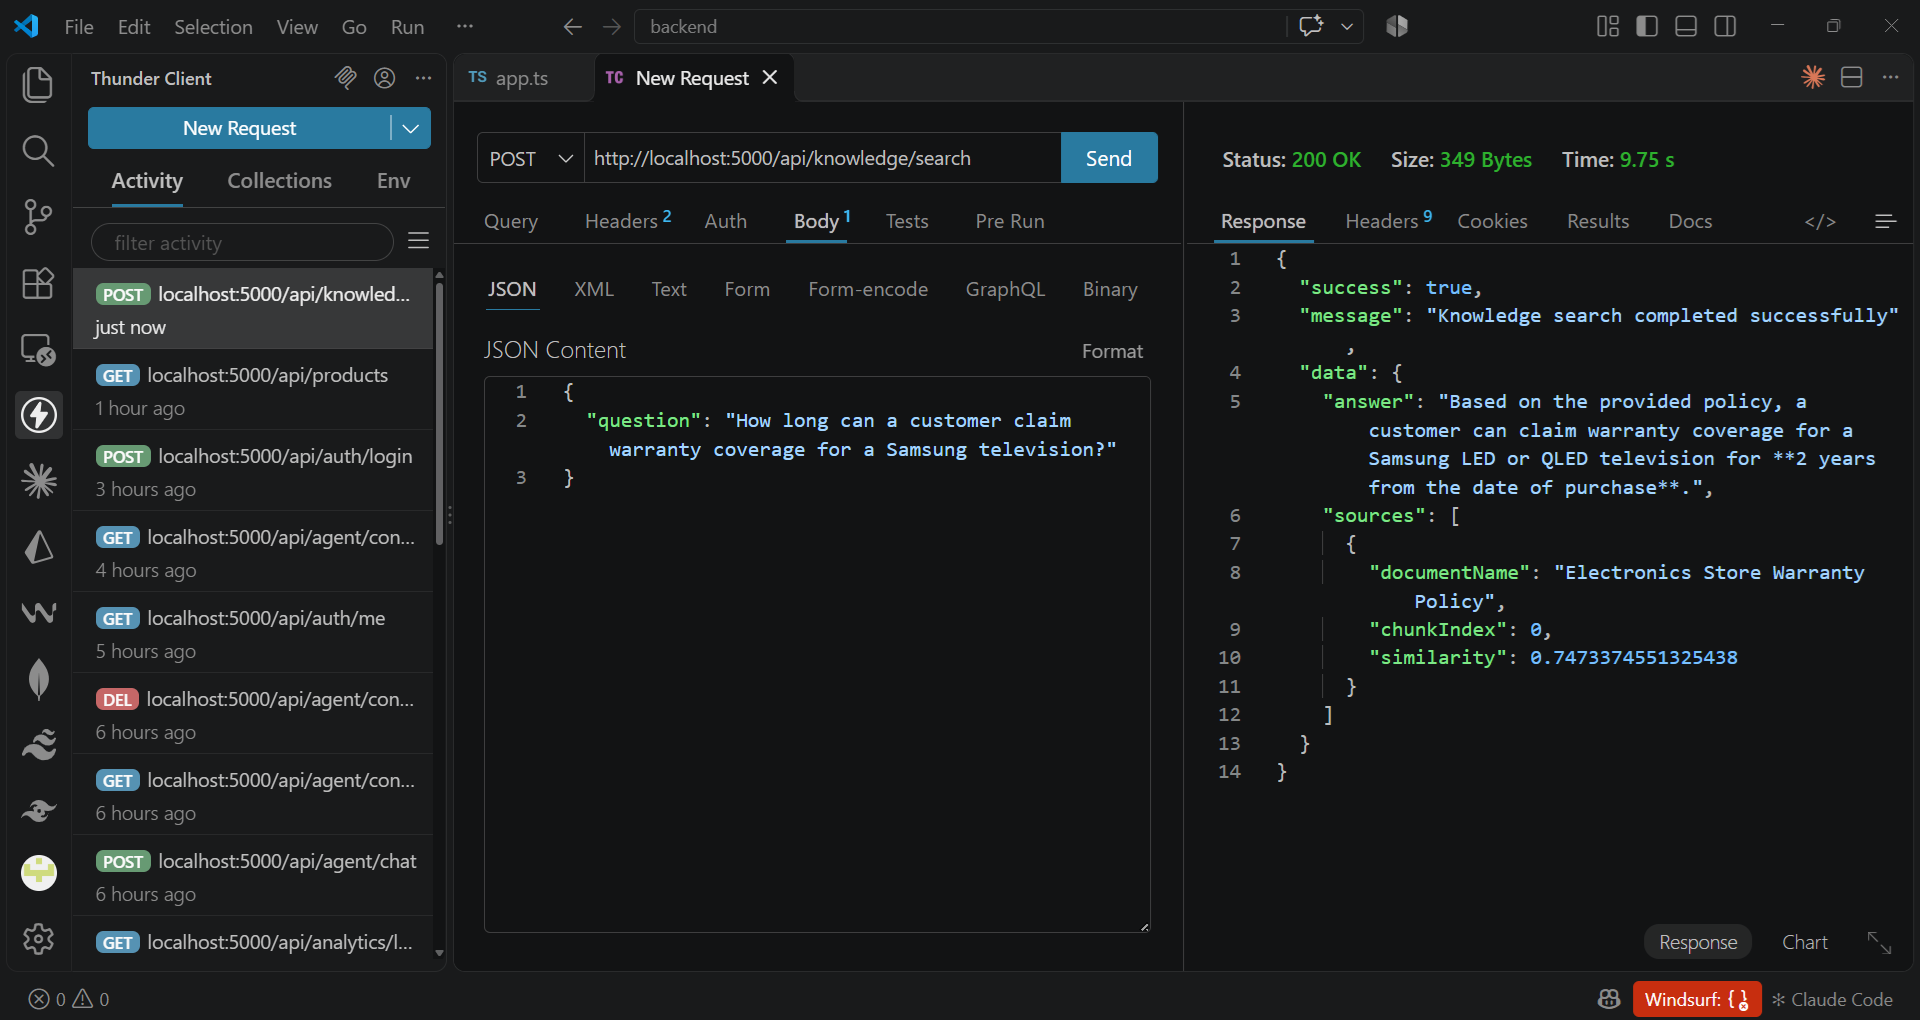 File Edit Selection View Go Run ···
backend
Thunder Client
New Request
Activity Collections Env
filter activity
POST localhost:5000/api/knowled...
just now
GET localhost:5000/api/products
1 hour ago
POST localhost:5000/api/auth/login
3 hours ago
GET localhost:5000/api/agent/con...
4 hours ago
GET localhost:5000/api/auth/me
5 hours ago
DEL localhost:5000/api/agent/con...
6 hours ago
GET localhost:5000/api/agent/con...
6 hours ago
POST localhost:5000/api/agent/chat
6 hours ago
GET localhost:5000/api/analytics/l...
TS app.ts
TC New Request
POST http://localhost:5000/api/knowledge/search Send
Query Headers 2 Auth Body 1 Tests Pre Run
JSON XML Text Form Form-encode GraphQL Binary
JSON Content Format
1 {
2 "question": "How long can a customer claim
warranty coverage for a Samsung television?"
3 }
Status: 200 OK Size: 349 Bytes Time: 9.75 s
Response Headers 9 Cookies Results Docs </>
1 {
2 "success": true,
3 "message": "Knowledge search completed successfully"
,
4 "data": {
5 "answer": "Based on the provided policy, a
customer can claim warranty coverage for a
Samsung LED or QLED television for **2 years
from the date of purchase**.",
6 "sources": [
7 {
8 "documentName": "Electronics Store Warranty
Policy",
9 "chunkIndex": 0,
10 "similarity": 0.7473374551325438
11 }
12 ]
13 }
14 }
Response Chart
0 0
Windsurf: { } Claude Code